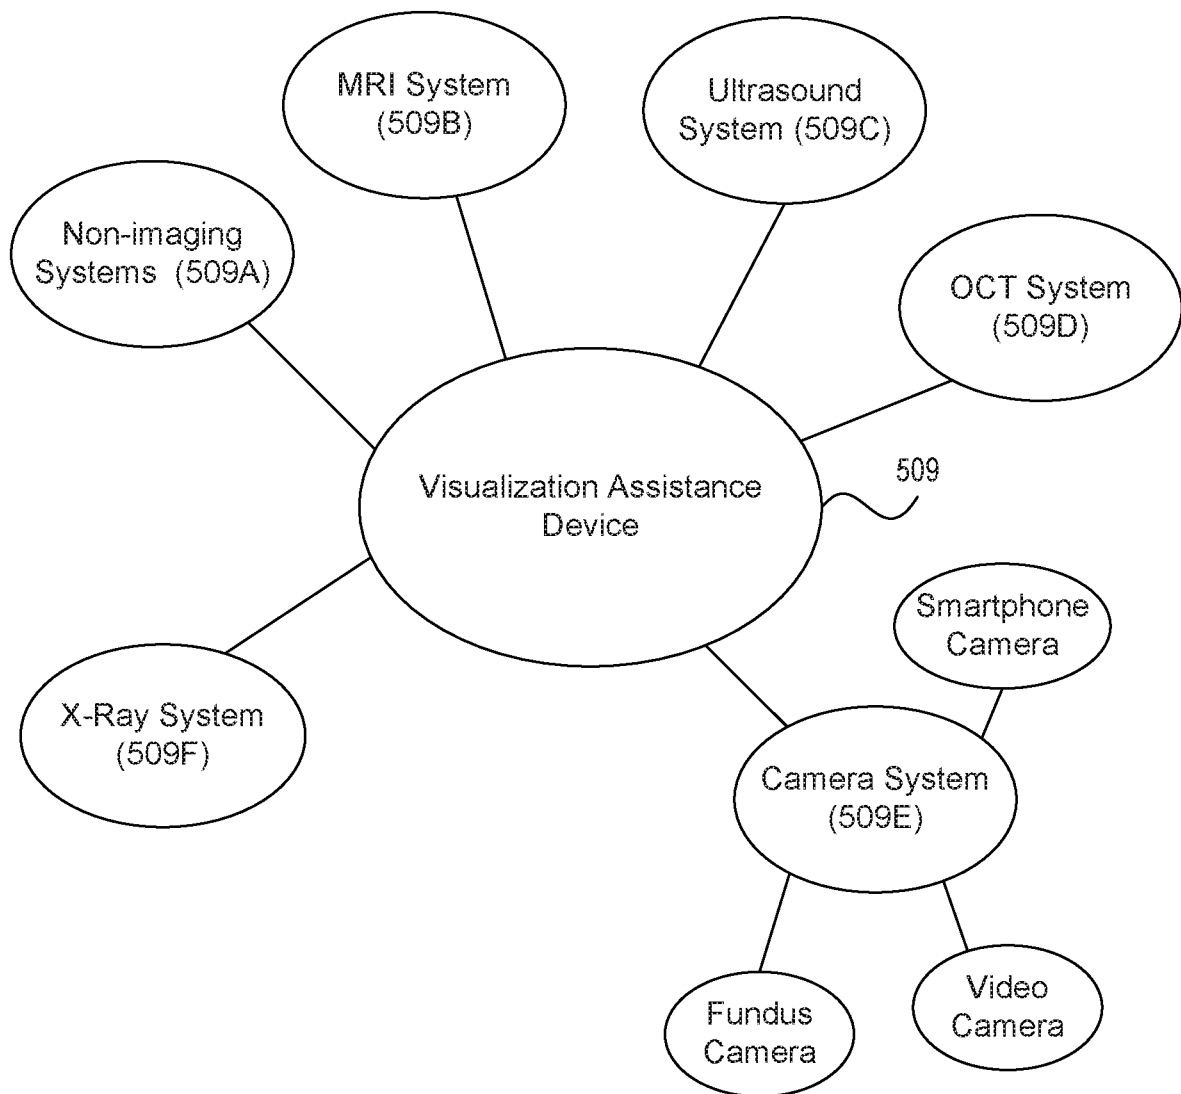 MRI System
(509B)
Ultrasound
System (509C)
Non-imaging
Systems (509A)
OCT System
(509D)
Visualization Assistance
Device
509
Smartphone
Camera
X-Ray System
(509F)
Camera System
(509E)
Fundus
Camera
Video
Camera